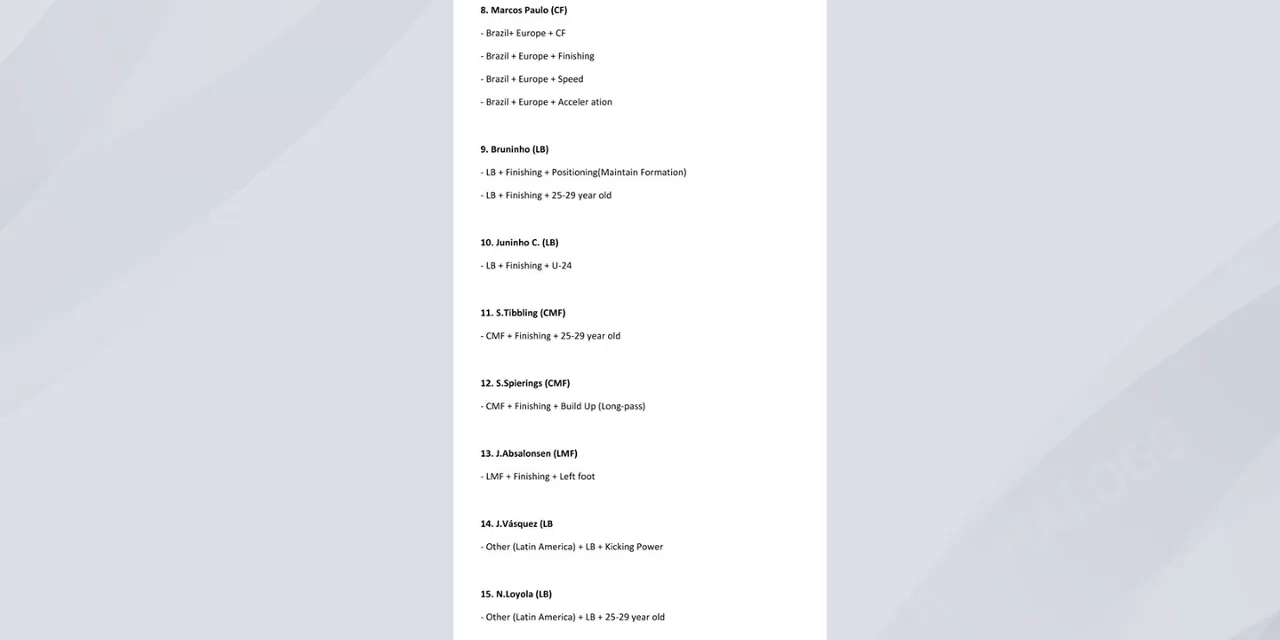 8. Marcos Paulo (CF)
- Brazil+ Europe + CF
- Brazil + Europe + Finishing
- Brazil + Europe + Speed
- Brazil + Europe + Acceler ation
9. Bruninho (LB)
- LB + Finishing + Positioning(Maintain Formation)
- LB + Finishing + 25-29 year old
10. Juninho C. (LB)
- LB + Finishing + U-24
11. S.Tibbling (CMF)
- CMF + Finishing + 25-29 year old
12. S.Spierings (CMF)
- CMF + Finishing + Build Up (Long-pass)
13. J.Absalonsen (LMF)
- LMF + Finishing + Left foot
14. J.Vásquez (LB
- Other (Latin America) + LB + Kicking Power
15. N.Loyola (LB)
- Other (Latin America) + LB + 25-29 year old